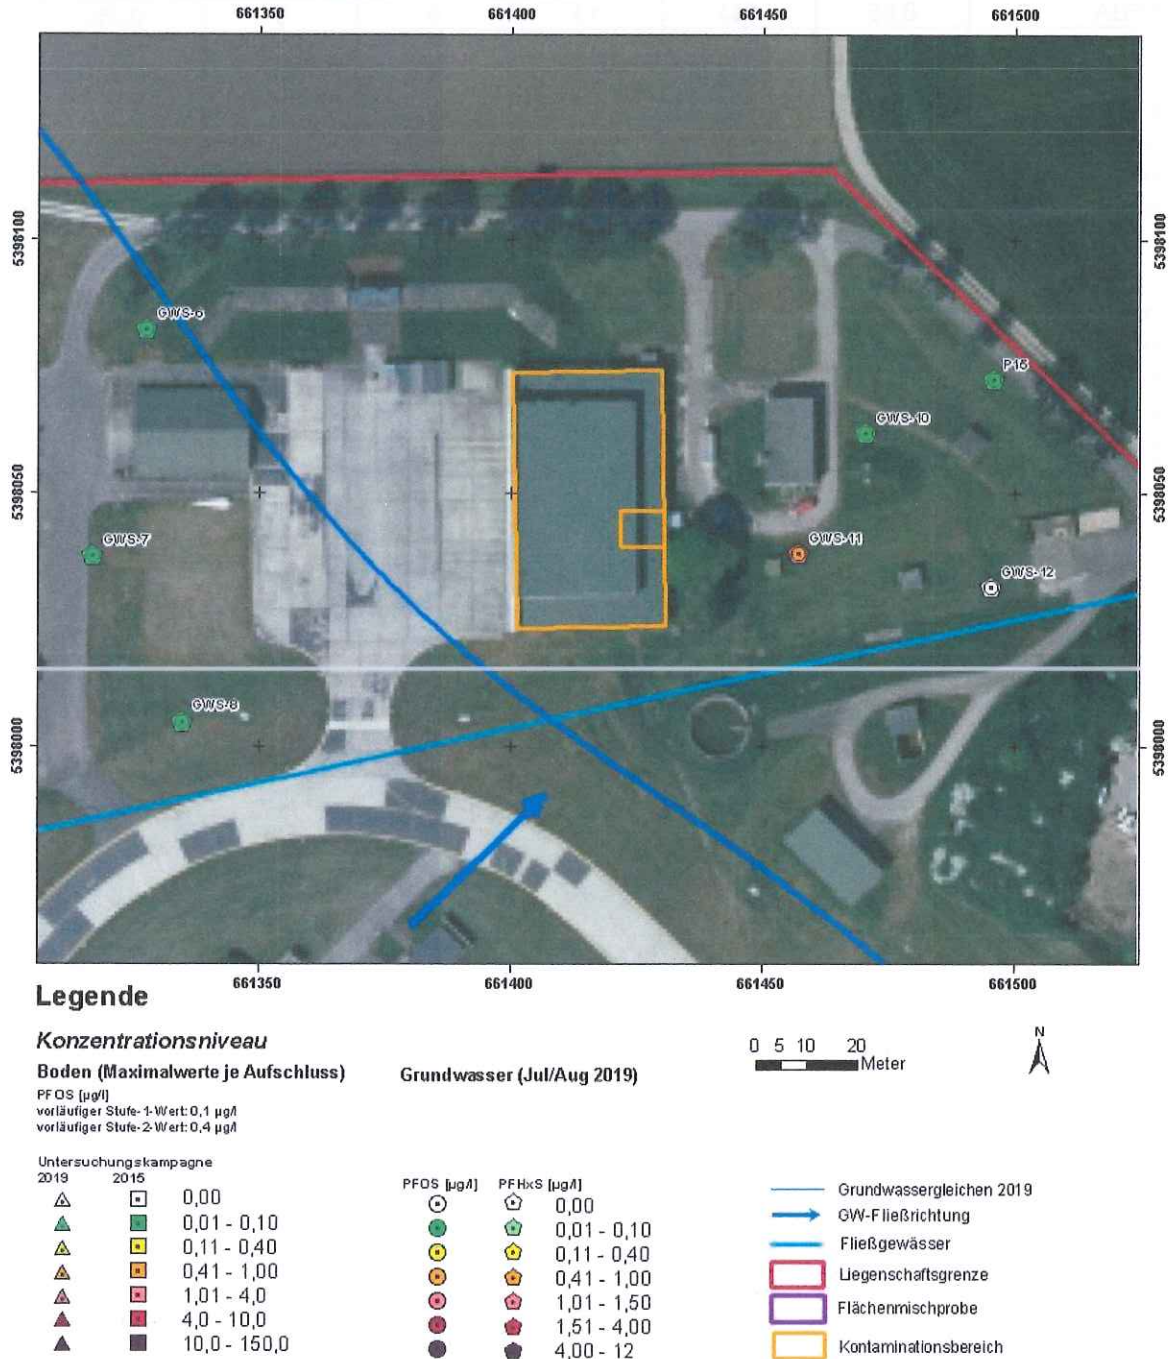 661350 661400 661450 661500
5398100 5398100
GWS-6
P15
GWS-10
5398050 5398050
GWS-7
GWS-11
GWS-12
GWS-8
5398000 5398000
661350 661400 661450 661500
Legende
Konzentrationsniveau
Boden (Maximalwerte je Aufschluss)
PFOS [µg/l]
vorläufiger Stufe-1-Wert: 0,1 µg/l
vorläufiger Stufe-2-Wert: 0,4 µg/l
Untersuchungskampagne
2019 2015
0,00
0,01 - 0,10
0,11 - 0,40
0,41 - 1,00
1,01 - 4,0
4,0 - 10,0
10,0 - 150,0
Grundwasser (Jul/Aug 2019)
PFOS [µg/l] PFHxS [µg/l]
0,00
0,01 - 0,10
0,11 - 0,40
0,41 - 1,00
1,01 - 1,50
1,51 - 4,00
4,00 - 12
0 5 10 20
Meter
N
Grundwassergleichen 2019
GW-Fließrichtung
Fließgewässer
Liegenschaftsgrenze
Flächenmischprobe
Kontaminationsbereich